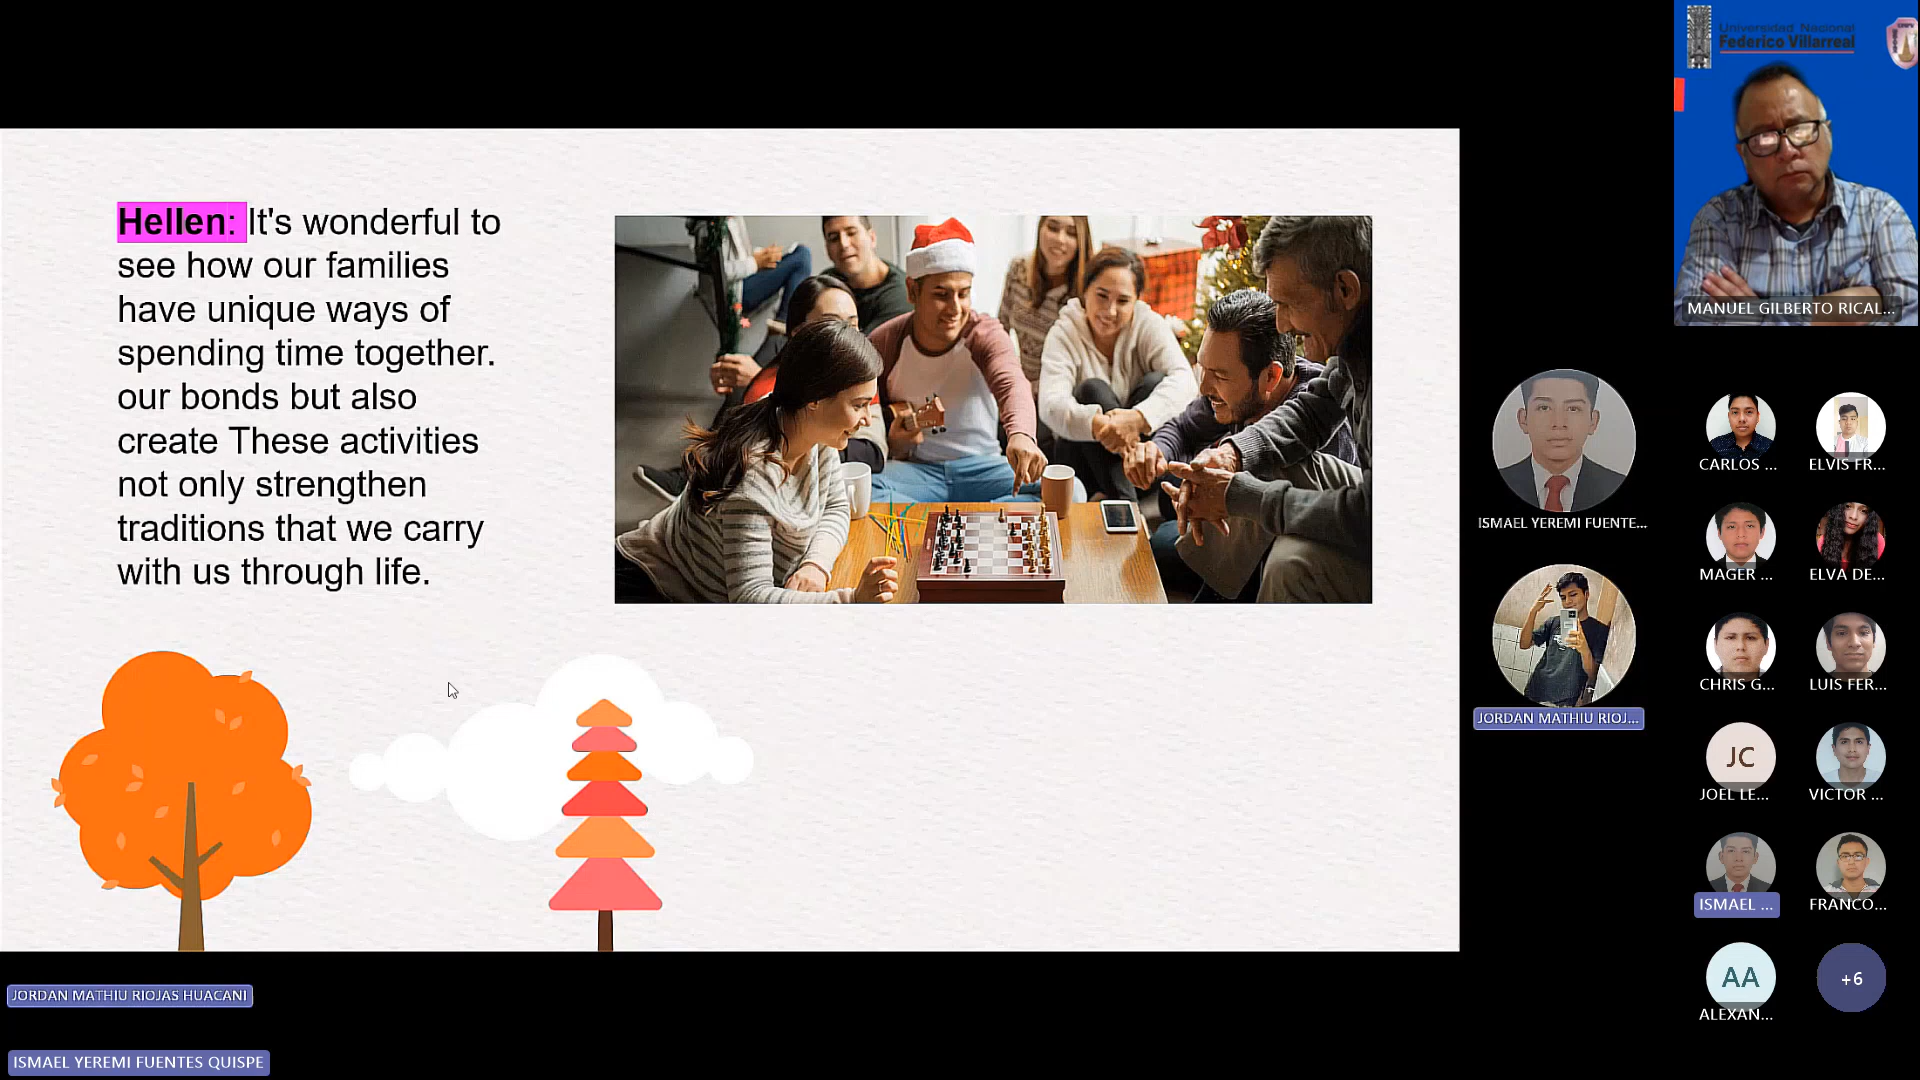 Hellen: It's wonderful to
see how our families
have unique ways of
spending time together.
our bonds but also
create These activities
not only strengthen
traditions that we carry
with us through life.
Universidad Nacional
Federico Villarreal
MANUEL GILBERTO RICAL...
ISMAEL YEREMI FUENTE...
JORDAN MATHIU RIOJ...
CARLOS ...
ELVIS FR...
MAGER ...
ELVA DE...
CHRIS G...
LUIS FER...
JC
JOEL LE...
VICTOR ...
ISMAEL ...
FRANCO...
AA
ALEXAN...
+6
JORDAN MATHIU RIOJAS HUACANI
ISMAEL YEREMI FUENTES QUISPE